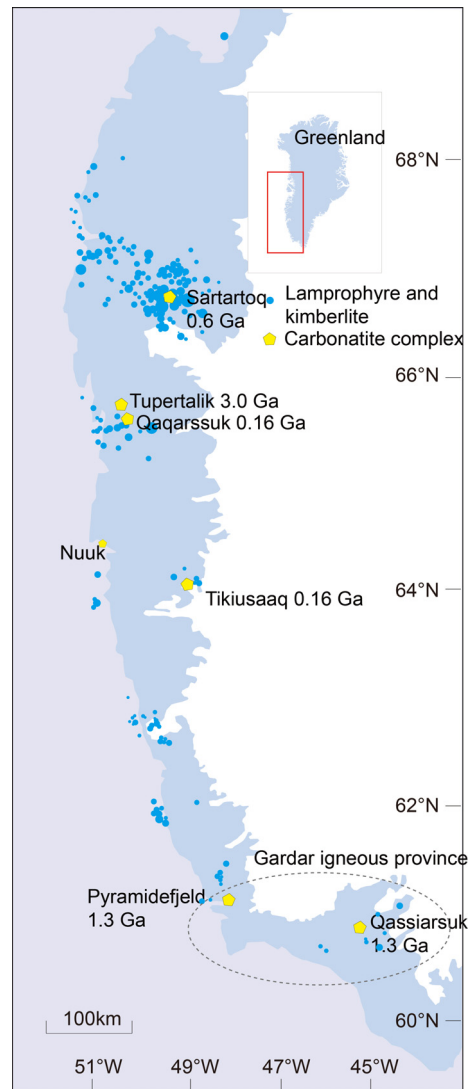 Greenland
68°N
Lamprophyre and
kimberlite
Carbonatite complex
Sartartoq
0.6 Ga
66°N
Tupertalik 3.0 Ga
Qaqarssuk 0.16 Ga
Nuuk
64°N
Tikiusaaq 0.16 Ga
62°N
Gardar igneous province
Pyramidefjeld
1.3 Ga
Qassiarsuk
1.3 Ga
100km
60°N
51°W
49°W
47°W
45°W